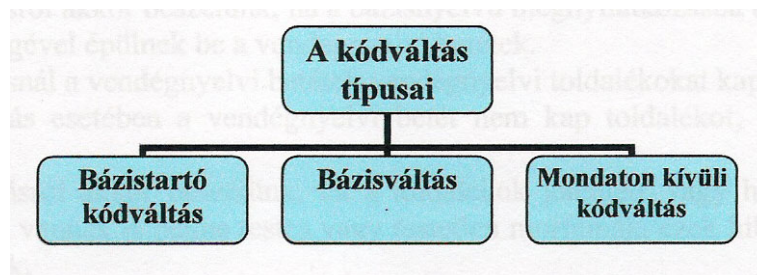 A kódváltás
típusai
Bázistartó
kódváltás
Bázisváltás
Mondaton kívüli
kódváltás